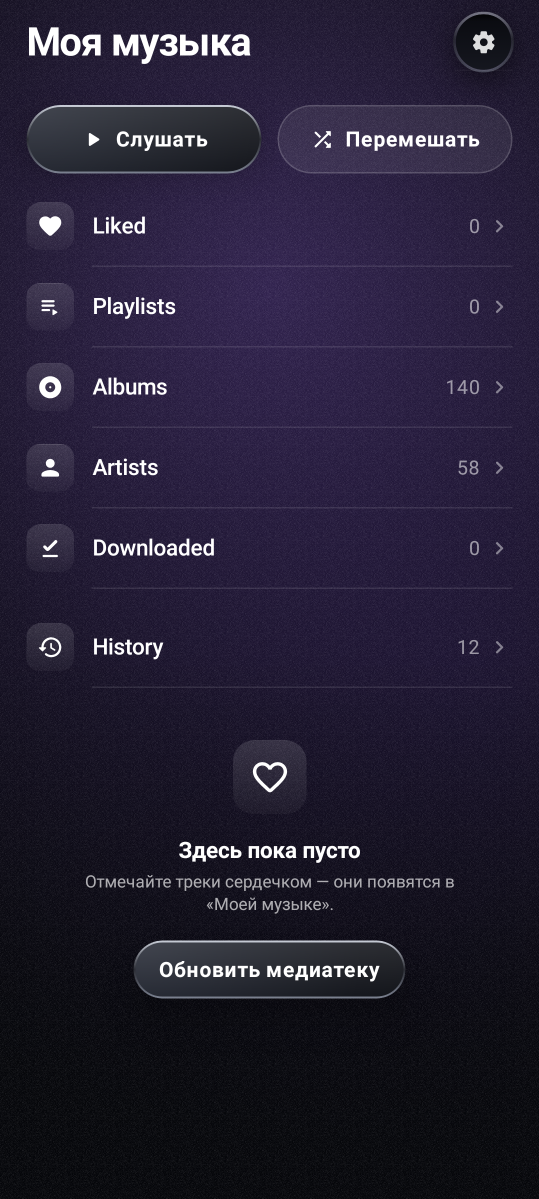 Моя музыка
Слушать
Перемешать
Liked 0
Playlists 0
Albums 140
Artists 58
Downloaded 0
History 12
Здесь пока пусто
Отмечайте треки сердечком — они появятся в
«Моей музыке».
Обновить медиатеку